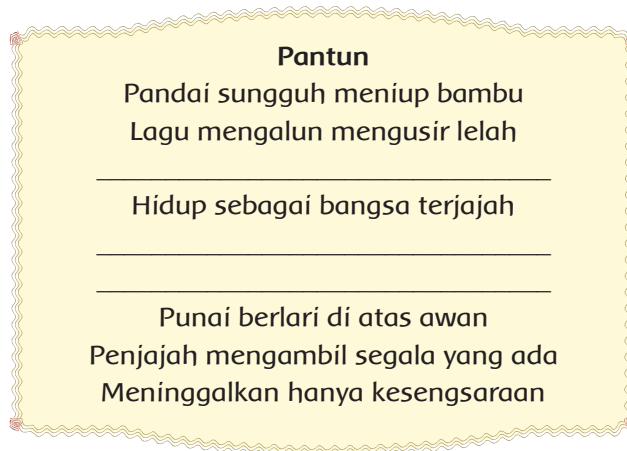 Pantun
Pandai sungguh meniup bambu
Lagu mengalun mengusir lelah
Hidup sebagai bangsa terjajah
Punai berlari di atas awan
Penjajah mengambil segala yang ada
Meninggalkan hanya kesengsaraan